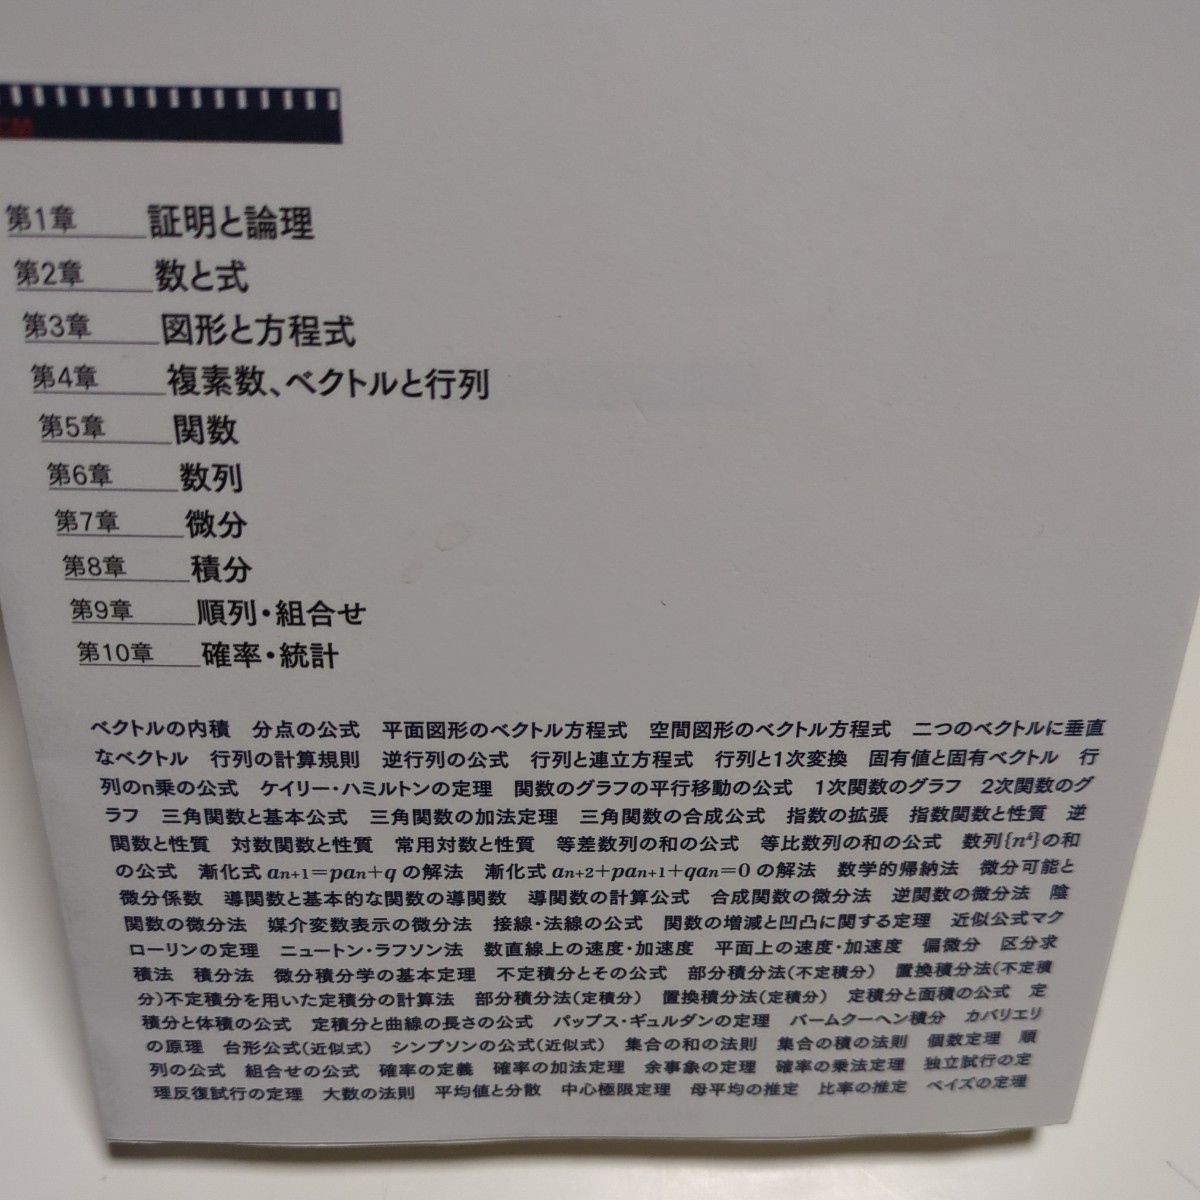 第1章 証明と論理
第2章 数と式
第3章 図形と方程式
第4章 複素数、ベクトルと行列
第5章 関数
第6章 数列
第7章 微分
第8章 積分
第9章 順列・組合せ
第10章 確率・統計
ベクトルの内積 分点の公式 平面図形のベクトル方程式 空間図形のベクトル方程式 二つのベクトルに垂直
なベクトル 行列の計算規則 逆行列の公式 行列と連立方程式 行列と1次変換 固有値と固有ベクトル 行
列のn乗の公式 ケイリー・ハミルトンの定理 関数のグラフの平行移動の公式 1次関数のグラフ 2次関数のグ
ラフ 三角関数と基本公式 三角関数の加法定理 三角関数の合成公式 指数の拡張 指数関数と性質 逆
関数と性質 対数関数と性質 常用対数と性質 等差数列の和の公式 等比数列の和の公式 数列{n⁴}の和
の公式 漸化式 an+1=pan+q の解法 漸化式 an+2+pan+1+qan=0 の解法 数学的帰納法 微分可能と
微分係数 導関数と基本的な関数の導関数 導関数の計算公式 合成関数の微分法 逆関数の微分法 陰
関数の微分法 媒介変数表示の微分法 接線・法線の公式 関数の増減と凹凸に関する定理 近似公式マク
ローリンの定理 ニュートン・ラフソン法 数直線上の速度・加速度 平面上の速度・加速度 偏微分 区分求
積法 積分法 微分積分学の基本定理 不定積分とその公式 部分積分法(不定積分) 置換積分法(不定積
分)不定積分を用いた定積分の計算法 部分積分法(定積分) 置換積分法(定積分) 定積分と面積の公式 定
積分と体積の公式 定積分と曲線の長さの公式 パップス・ギュルダンの定理 バームクーヘン積分 カバリエリ
の原理 台形公式(近似式) シンプソンの公式(近似式) 集合の和の法則 集合の積の法則 個数定理 順
列の公式 組合せの公式 確率の定義 確率の加法定理 余事象の定理 確率の乗法定理 独立試行の定
理反復試行の定理 大数の法則 平均値と分散 中心極限定理 母平均の推定 比率の推定 ベイズの定理